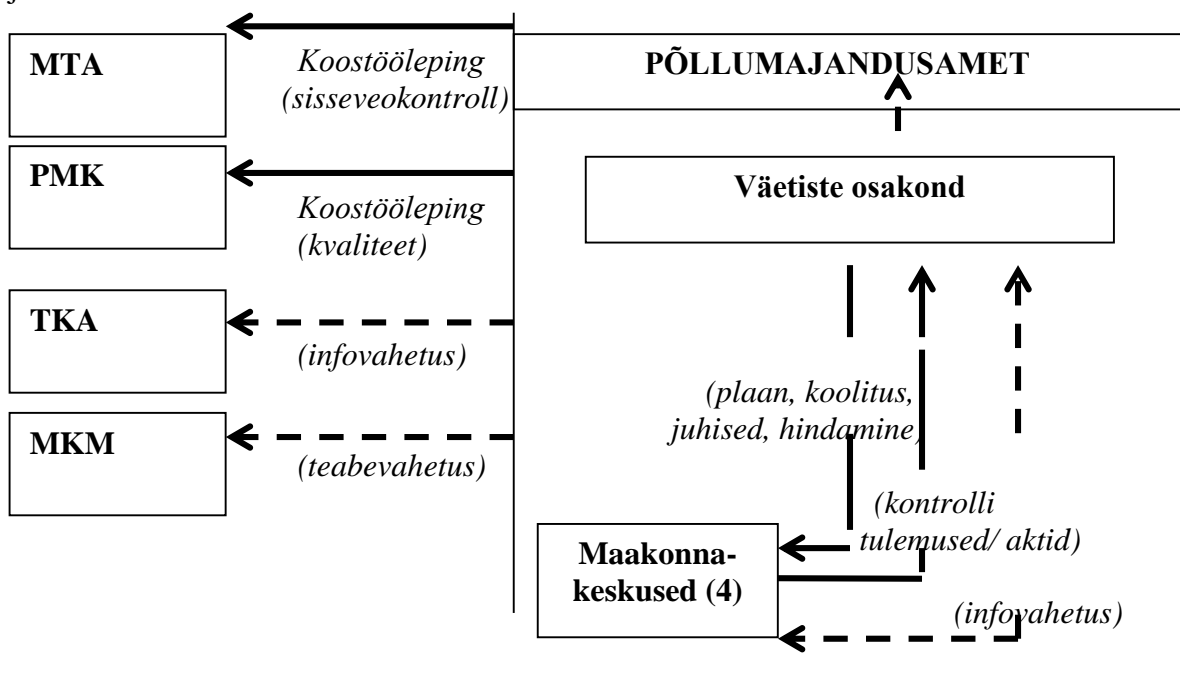 MTA
Koostööleping
(sisseveokontroll)
PÕLLUMAJANDUSAMET
PMK
Koostööleping
(kvaliteet)
Väetiste osakond
TKA
(infovahetus)
MKM
(teabevahetus)
(plaan, koolitus,
juhised, hindamine)
(kontrolli
tulemused/ aktid)
Maakonna-
keskused (4)
(infovahetus)